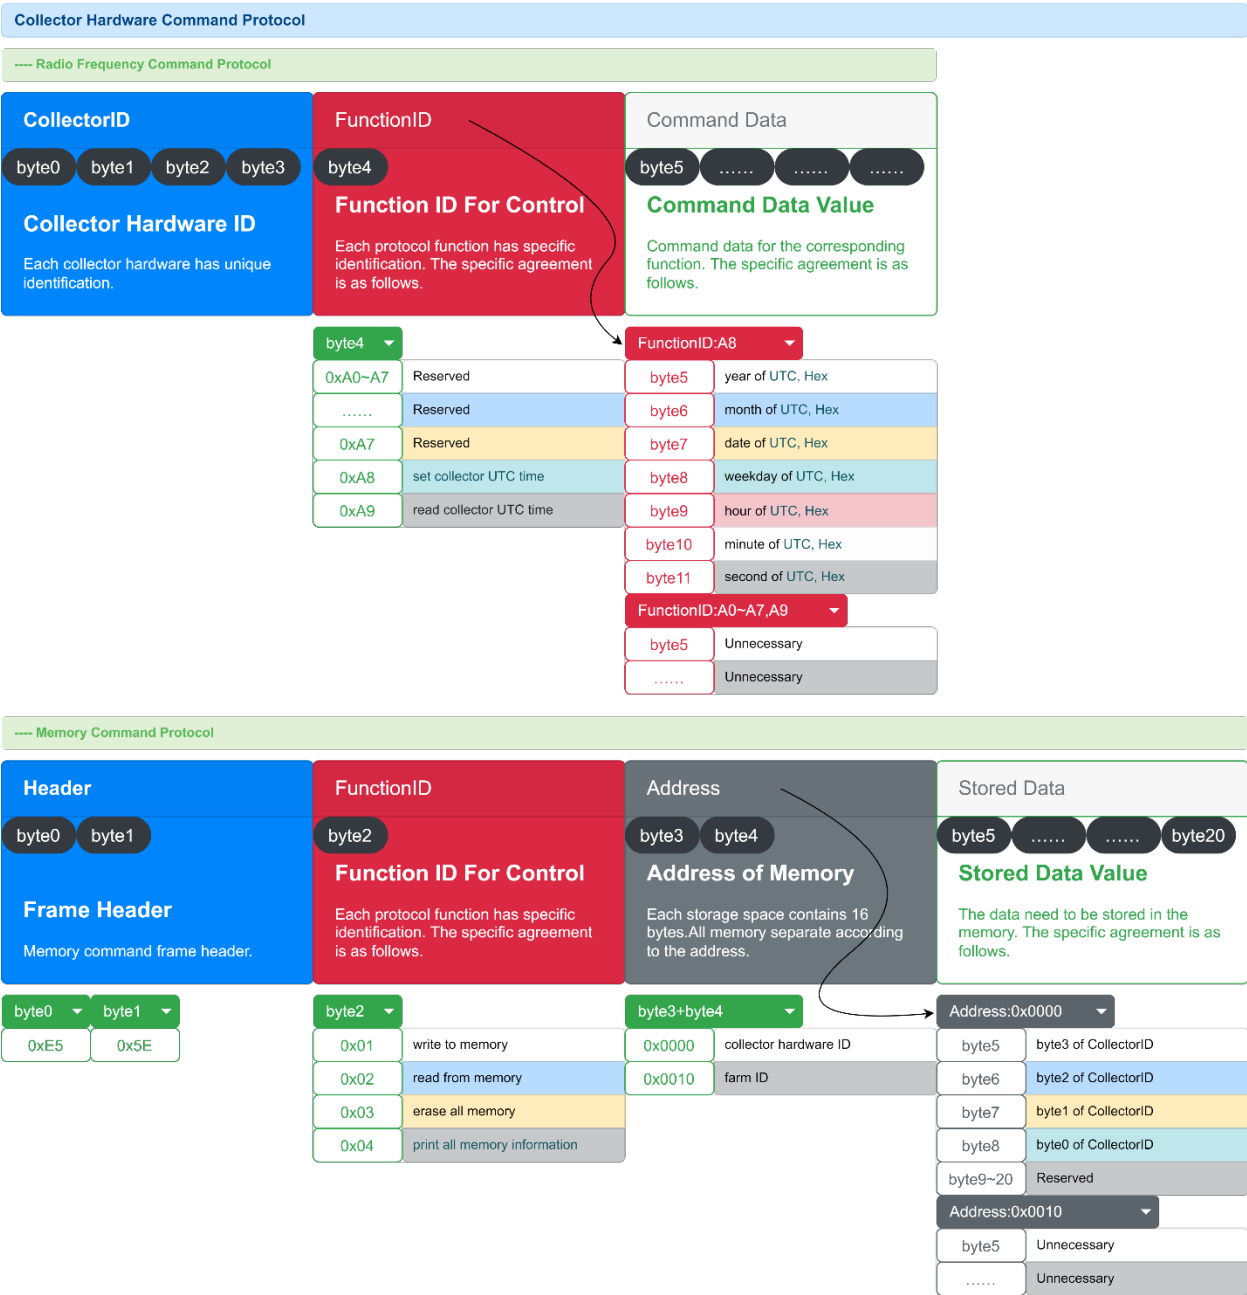 Collector Hardware Command Protocol
---- Radio Frequency Command Protocol
CollectorID
FunctionID
Command Data
byte0 byte1 byte2 byte3
byte4
byte5 ...... ...... ......
Collector Hardware ID
Each collector hardware has unique
identification.
Function ID For Control
Each protocol function has specific
identification. The specific agreement
is as follows.
Command Data Value
Command data for the corresponding
function. The specific agreement is as
follows.
byte4
0xA0~A7 Reserved
...... Reserved
0xA7 Reserved
0xA8 set collector UTC time
0xA9 read collector UTC time
FunctionID:A8
byte5 year of UTC, Hex
byte6 month of UTC, Hex
byte7 date of UTC, Hex
byte8 weekday of UTC, Hex
byte9 hour of UTC, Hex
byte10 minute of UTC, Hex
byte11 second of UTC, Hex
FunctionID:A0~A7,A9
byte5 Unnecessary
...... Unnecessary
---- Memory Command Protocol
Header
FunctionID
Address
Stored Data
byte0 byte1
byte2
byte3 byte4
byte5 ...... ...... byte20
Frame Header
Memory command frame header.
Function ID For Control
Each protocol function has specific
identification. The specific agreement
is as follows.
Address of Memory
Each storage space contains 16
bytes.All memory separate according
to the address.
Stored Data Value
The data need to be stored in the
memory. The specific agreement is as
follows.
byte0 byte1
0xE5 0x5E
byte2
0x01 write to memory
0x02 read from memory
0x03 erase all memory
0x04 print all memory information
byte3+byte4
0x0000 collector hardware ID
0x0010 farm ID
Address:0x0000
byte5 byte3 of CollectorID
byte6 byte2 of CollectorID
byte7 byte1 of CollectorID
byte8 byte0 of CollectorID
byte9~20 Reserved
Address:0x0010
byte5 Unnecessary
...... Unnecessary